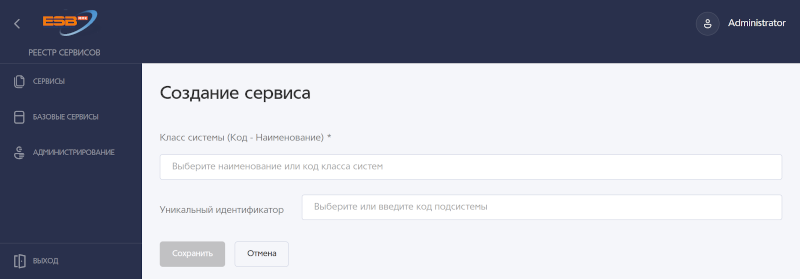 ESB
Administrator
РЕЕСТР СЕРВИСОВ
СЕРВИСЫ
БАЗОВЫЕ СЕРВИСЫ
АДМИНИСТРИРОВАНИЕ
ВЫХОД
Создание сервиса
Класс системы (Код - Наименование) *
Выберите наименование или код класса систем
Уникальный идентификатор
Выберите или введите код подсистемы
Сохранить
Отмена